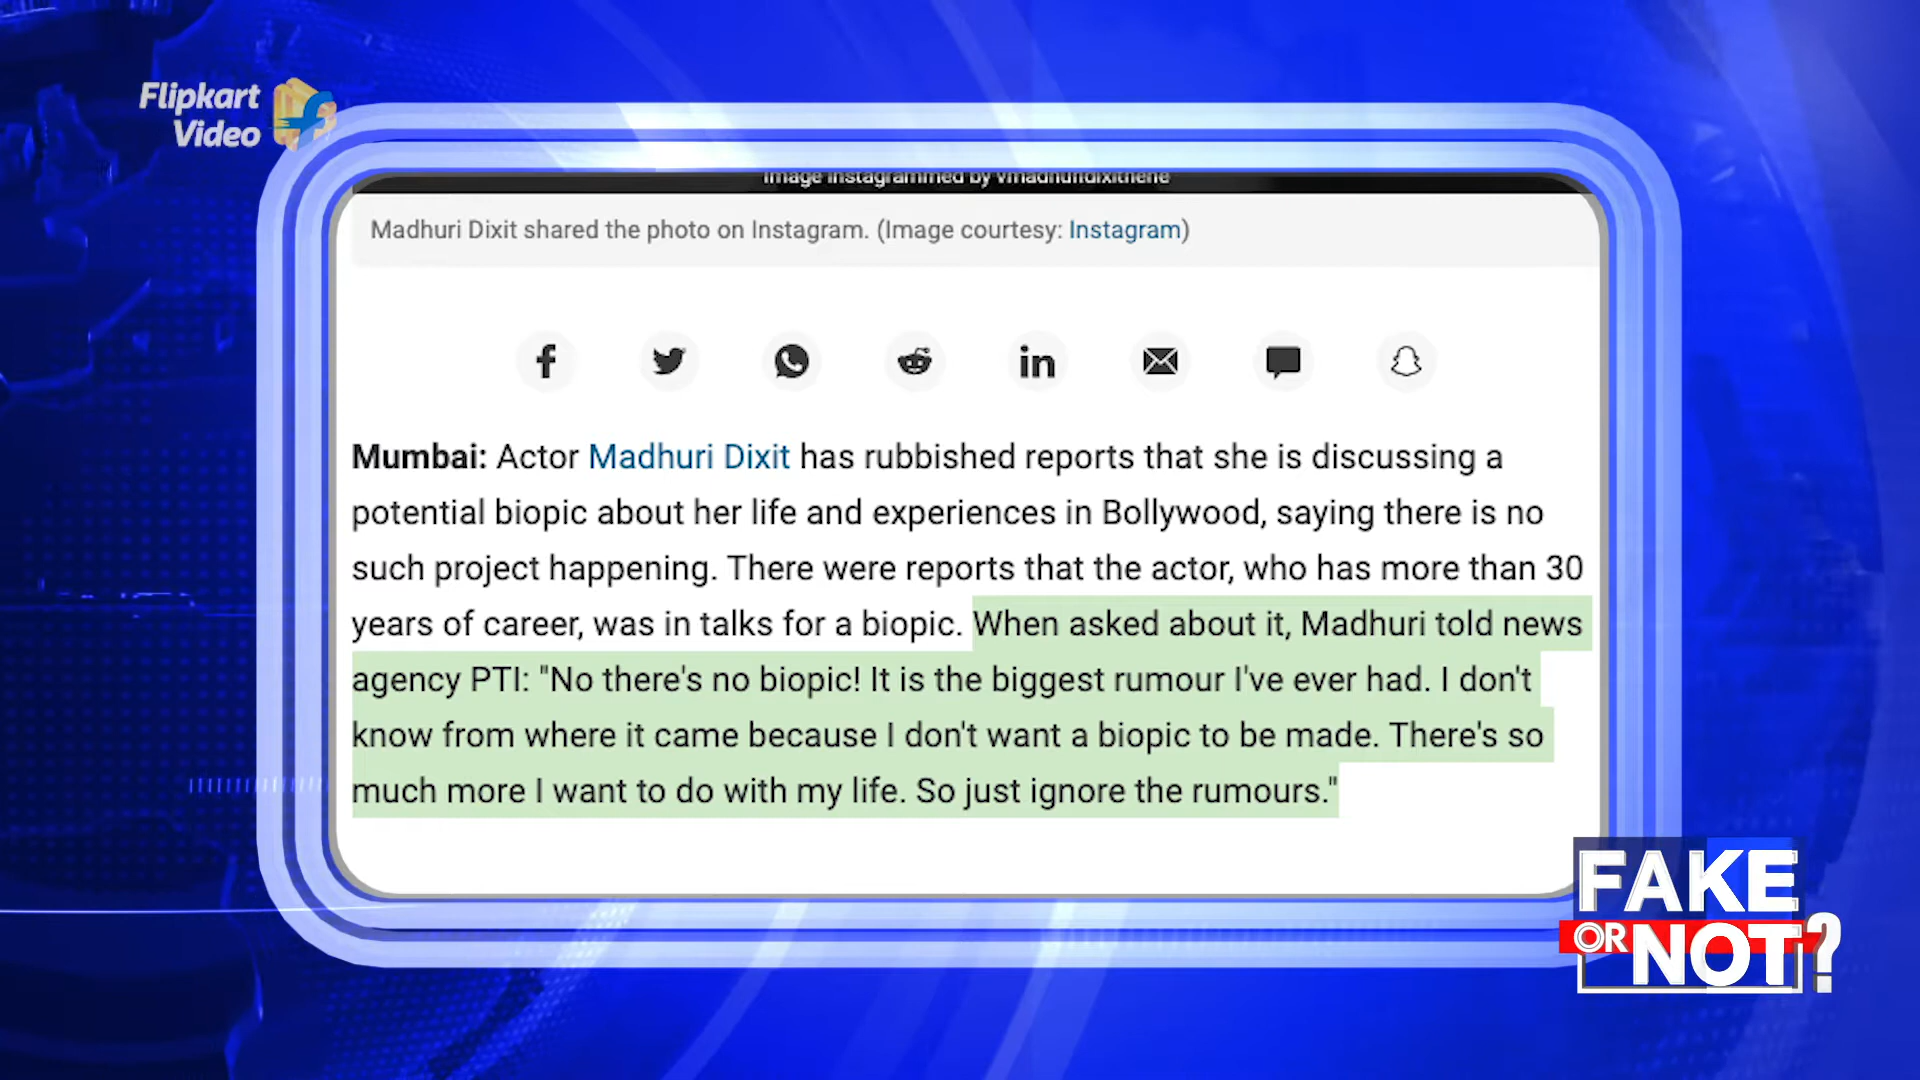 Flipkart
Video
Image Instagrammed by
Madhuri Dixit shared the photo on Instagram. (Image courtesy: Instagram)
Mumbai: Actor Madhuri Dixit has rubbished reports that she is discussing a
potential biopic about her life and experiences in Bollywood, saying there is no
such project happening. There were reports that the actor, who has more than 30
years of career, was in talks for a biopic. When asked about it, Madhuri told news
agency PTI: "No there's no biopic! It is the biggest rumour I've ever had. I don't
know from where it came because I don't want a biopic to be made. There's so
much more I want to do with my life. So just ignore the rumours."
FAKE
OR NOT?